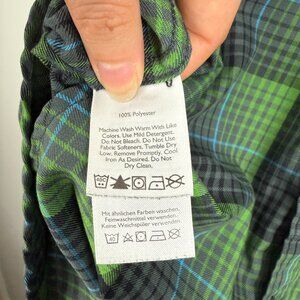 100% Polyester
Machine Wash Warm With Like
Colors. Use Mild Detergent.
Do Not Bleach. Do Not Use
Fabric Softeners. Tumble Dry
Low. Remove Promptly. Cool
Iron As Desired. Do Not
Dry Clean.
Mit ähnlichen Farben waschen.
Feinwaschmittel verwenden.
Keine Weichspüler verwenden.